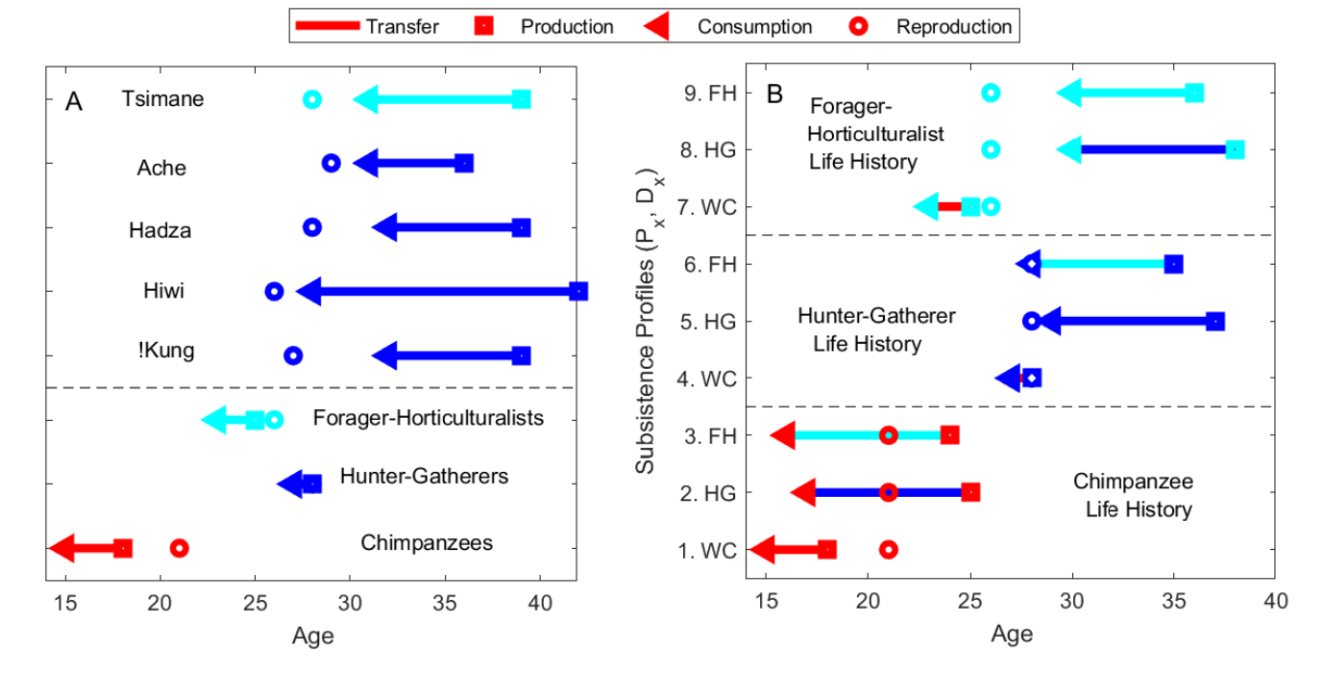 Transfer Production Consumption Reproduction
A
Tsimane
Ache
Hadza
Hiwi
!Kung
Forager-Horticulturalists
Hunter-Gatherers
Chimpanzees
15 20 25 30 35 40
Age
B
Subsistence Profiles (Px, Dx)
9. FH
8. HG
7. WC
6. FH
5. HG
4. WC
3. FH
2. HG
1. WC
Forager-
Horticulturalist
Life History
Hunter-Gatherer
Life History
Chimpanzee
Life History
15 20 25 30 35 40
Age